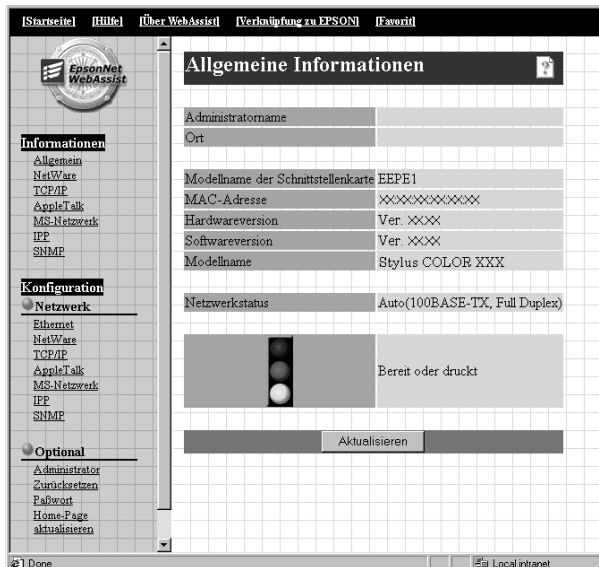 [Startseite] [Hilfe] [Über WebAssist] [Verknüpfung zu EPSON] [Favorit]
EpsonNet
WebAssist
Informationen
Allgemein
NetWare
TCP/IP
AppleTalk
MS-Netzwerk
IPP
SNMP
Konfiguration
Netzwerk
Ethernet
NetWare
TCP/IP
AppleTalk
MS-Netzwerk
IPP
SNMP
Optional
Administrator
Zurücksetzen
Paßwort
Home-Page
aktualisieren
Allgemeine Informationen
?
Administratorname
Ort
Modellname der Schnittstellenkarte EEPE1
MAC-Adresse XXXXXXXXXXXX
Hardwareversion Ver. XXXX
Softwareversion Ver. XXXX
Modellname Stylus COLOR XXX
Netzwerkstatus Auto(100BASE-TX, Full Duplex)
Bereit oder druckt
Aktualisieren
Done Local intranet